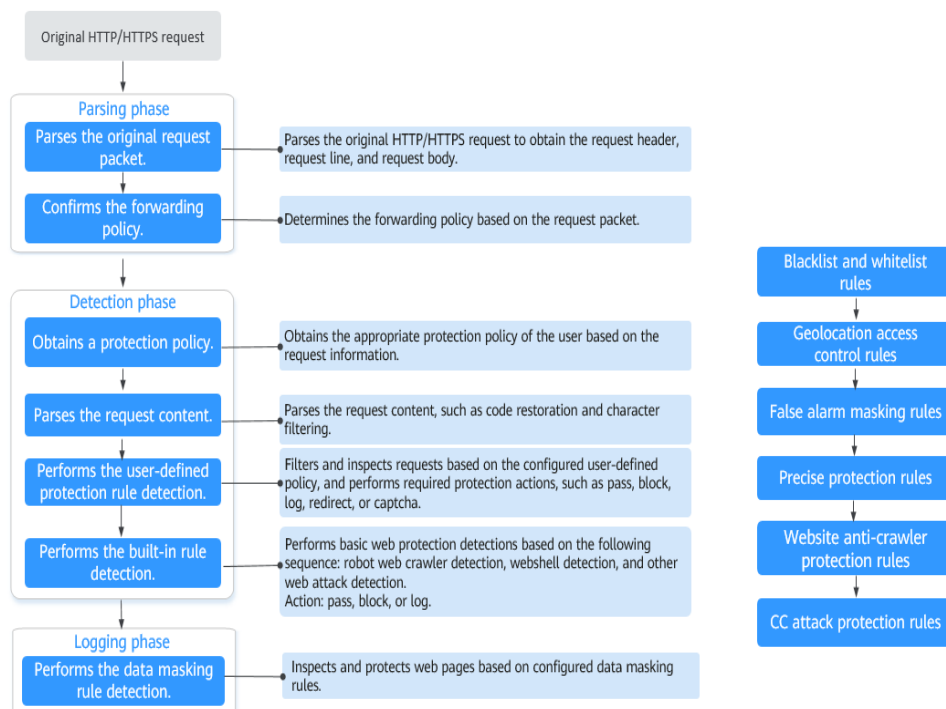 Original HTTP/HTTPS request
Parsing phase
Parses the original request
packet.
Parses the original HTTP/HTTPS request to obtain the request header,
request line, and request body.
Confirms the forwarding
policy.
Determines the forwarding policy based on the request packet.
Detection phase
Obtains a protection policy.
Obtains the appropriate protection policy of the user based on the
request information.
Parses the request content.
Parses the request content, such as code restoration and character
filtering.
Performs the user-defined
protection rule detection.
Filters and inspects requests based on the configured user-defined
policy, and performs required protection actions, such as pass, block,
log, redirect, or captcha.
Performs the built-in rule
detection.
Performs basic web protection detections based on the following
sequence: robot web crawler detection, webshell detection, and other
web attack detection.
Action: pass, block, or log.
Logging phase
Performs the data masking
rule detection.
Inspects and protects web pages based on configured data masking
rules.
Blacklist and whitelist
rules
Geolocation access
control rules
False alarm masking rules
Precise protection rules
Website anti-crawler
protection rules
CC attack protection rules